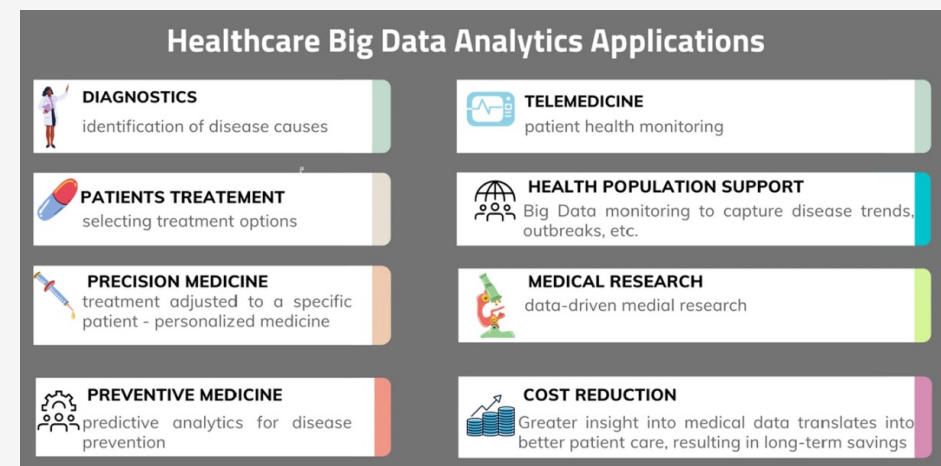 Healthcare Big Data Analytics Applications
DIAGNOSTICS
identification of disease causes
PATIENTS TREATEMENT
selecting treatment options
PRECISION MEDICINE
treatment adjusted to a specific
patient - personalized medicine
PREVENTIVE MEDICINE
predictive analytics for disease
prevention
TELEMEDICINE
patient health monitoring
HEALTH POPULATION SUPPORT
Big Data monitoring to capture disease trends,
outbreaks, etc.
MEDICAL RESEARCH
data-driven medial research
COST REDUCTION
Greater insight into medical data translates into
better patient care, resulting in long-term savings